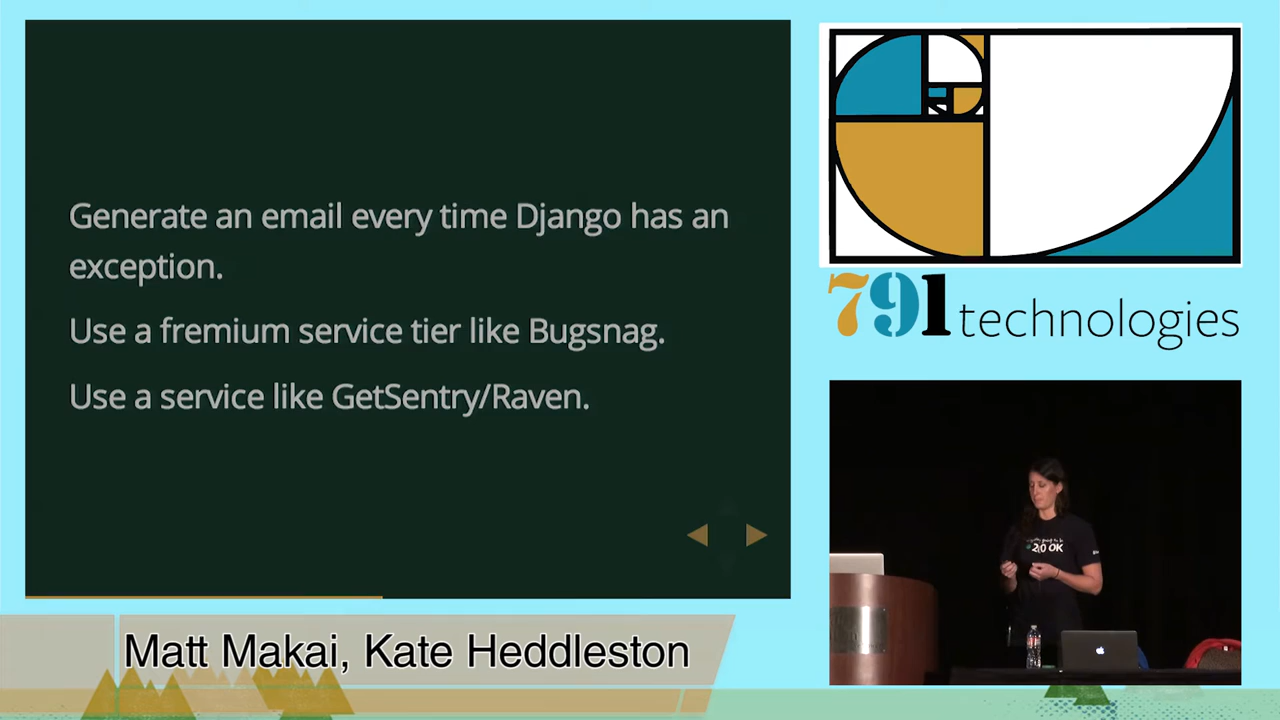 Generate an email every time Django has an
exception.
Use a fremium service tier like Bugsnag.
Use a service like GetSentry/Raven.
791 technologies
OK
Matt Makai, Kate Heddleston